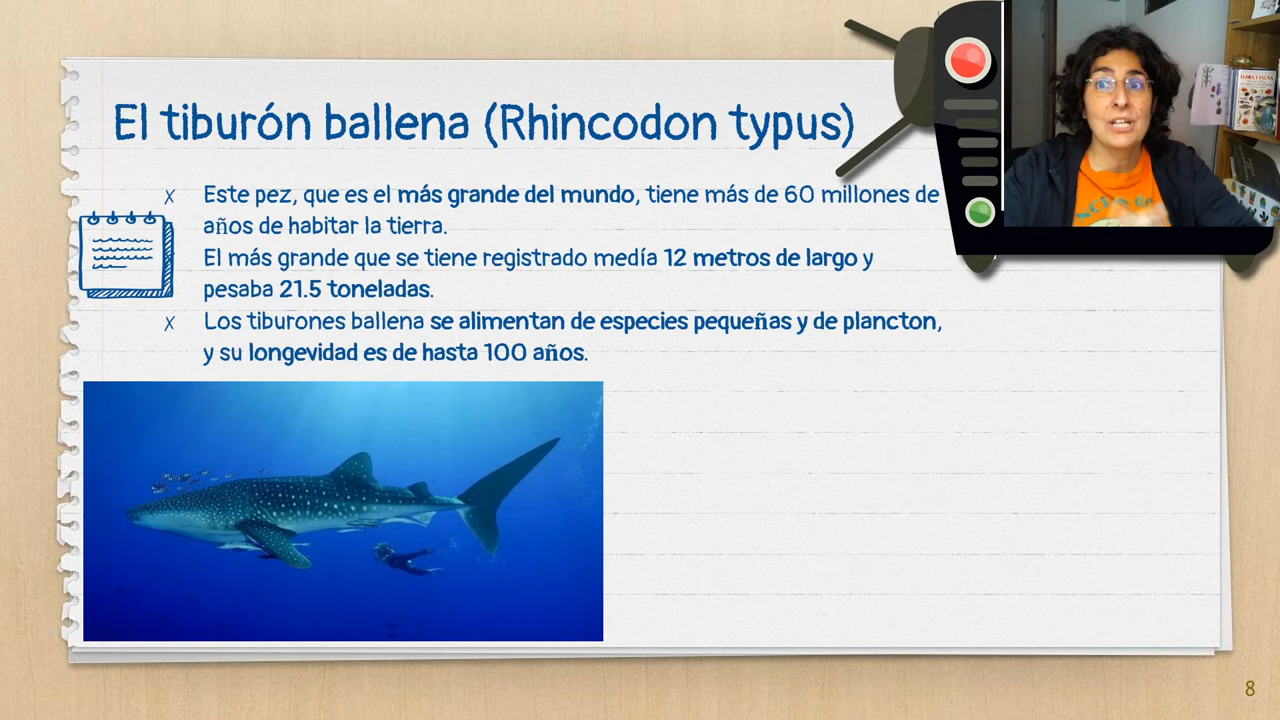 El tiburón ballena (Rhincodon typus)
x Este pez, que es el más grande del mundo, tiene más de 60 millones de
años de habitar la tierra.
El más grande que se tiene registrado medía 12 metros de largo y
pesaba 21.5 toneladas.
x Los tiburones ballena se alimentan de especies pequeñas y de plancton,
y su longevidad es de hasta 100 años.
8